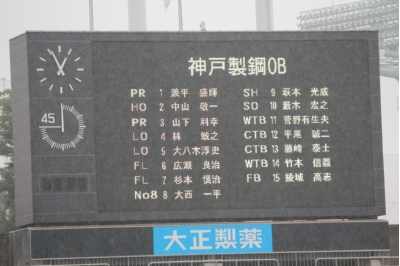 神戸製鋼OB
45
PR 1 兼平 盛輝
HO 2 中山 敬一
PR 3 山下 利幸
LO 4 林 敏之
LO 5 大八木淳史
FL 6 広瀬 良治
FL 7 杉本 慎治
No8 8 大西 一平
SH 9 萩本 光威
SO 10 藪木 宏之
WTB 11 菅野有生央
CTB 12 平尾 誠二
CTB 13 藤崎 泰士
WTB 14 竹本 信義
FB 15 綾城 高志
大正製薬